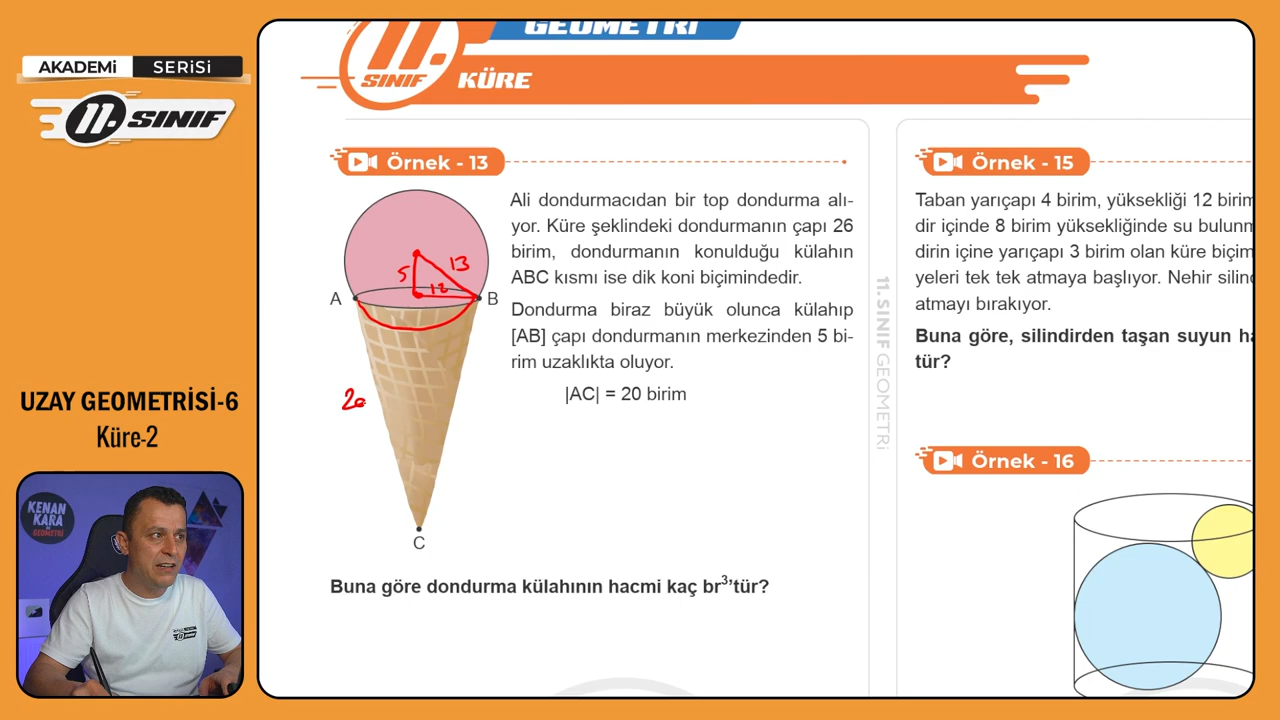 AKADEMİ SERİSİ
11. SINIF
UZAY GEOMETRİSİ-6
Küre-2
KENAN
KARA
GEOMETRİ
GEOMETRİ
11.
SINIF
KÜRE
Örnek - 13
Ali dondurmacıdan bir top dondurma alı-
yor. Küre şeklindeki dondurmanın çapı 26
birim, dondurmanın konulduğu külahın
ABC kısmı ise dik koni biçimindedir.
Dondurma biraz büyük olunca külahıp
[AB] çapı dondurmanın merkezinden 5 bi-
rim uzaklıkta oluyor.
|AC| = 20 birim
5
13
12
A
B
20
C
Buna göre dondurma külahının hacmi kaç br³'tür?
11. SINIF GEOMETRİ
Örnek - 15
Taban yarıçapı 4 birim, yüksekliği 12 birim
dir içinde 8 birim yüksekliğinde su bulunm
dirin içine yarıçapı 3 birim olan küre biçim
yeleri tek tek atmaya başlıyor. Nehir silin
atmayı bırakıyor.
Buna göre, silindirden taşan suyun ha
tür?
Örnek - 16